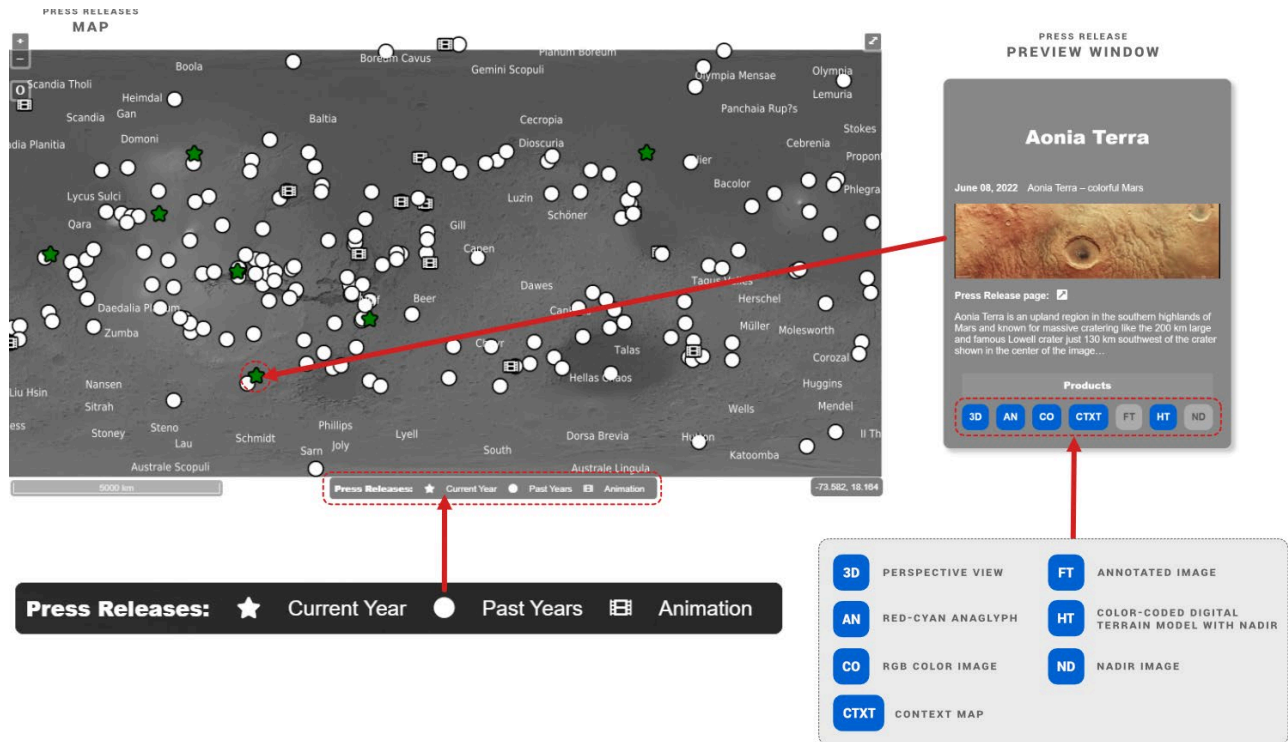 PRESS RELEASES
MAP
+
−
O
Boola
Boreum Cavus
Planum Boreum
Gemini Scopuli
Olympia Mensae
Olympia
Scandia Tholi
Heimdal
Lemuria
Scandia
Gan
Baltia
Cecropia
Panchaia Rup?s
Stokes
Domoni
Dioscuria
Cebrenia
Propont
Bacolor
Phlegra
Lycus Sulci
Luzin
Schöner
Qara
Gill
Capen
Dawes
Herschel
Daedalia
Beer
Zumba
Müller
Molesworth
Talas
Corozal
Nansen
Hellas Chaos
Huggins
Liu Hsin
Sitrah
Wells
Mendel
Stoney
Steno
Phillips
Lyell
Lau
Schmidt
Joly
South
Dorsa Brevia
Sarn
Katoomba
Australe Scopuli
Australe Lingula
5000 km
Press Releases:
Current Year
Past Years
Animation
-73.582, 18.164
PRESS RELEASE
PREVIEW WINDOW
Aonia Terra
June 08, 2022 Aonia Terra – colorful Mars
Press Release page:
Aonia Terra is an upland region in the southern highlands of
Mars and known for massive cratering like the 200 km large
and famous Lowell crater just 130 km southwest of the crater
shown in the center of the image…
Products
3D AN CO CTXT FT HT ND
Press Releases: Current Year Past Years Animation
3D PERSPECTIVE VIEW
AN RED-CYAN ANAGLYPH
CO RGB COLOR IMAGE
CTXT CONTEXT MAP
FT ANNOTATED IMAGE
HT COLOR-CODED DIGITAL
TERRAIN MODEL WITH NADIR
ND NADIR IMAGE